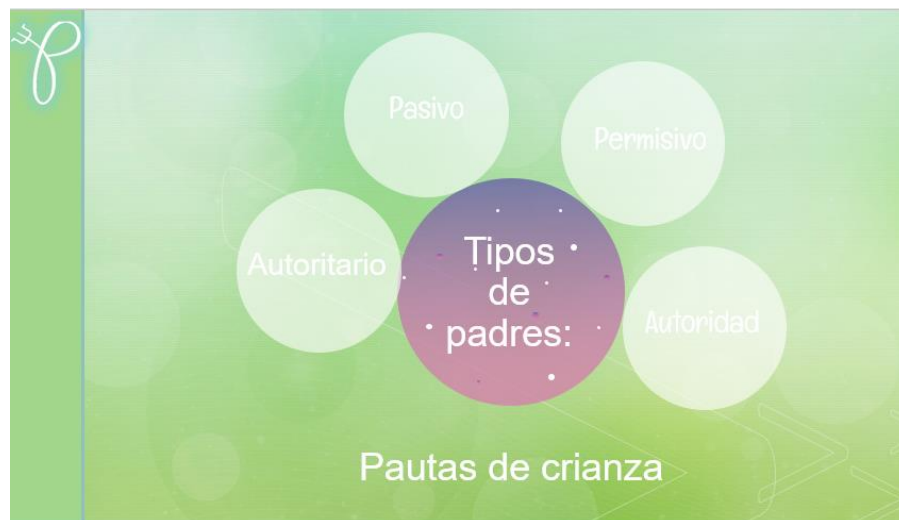 Pasivo
Permisivo
Autoritario
Tipos
de
padres:
Autoridad
Pautas de crianza